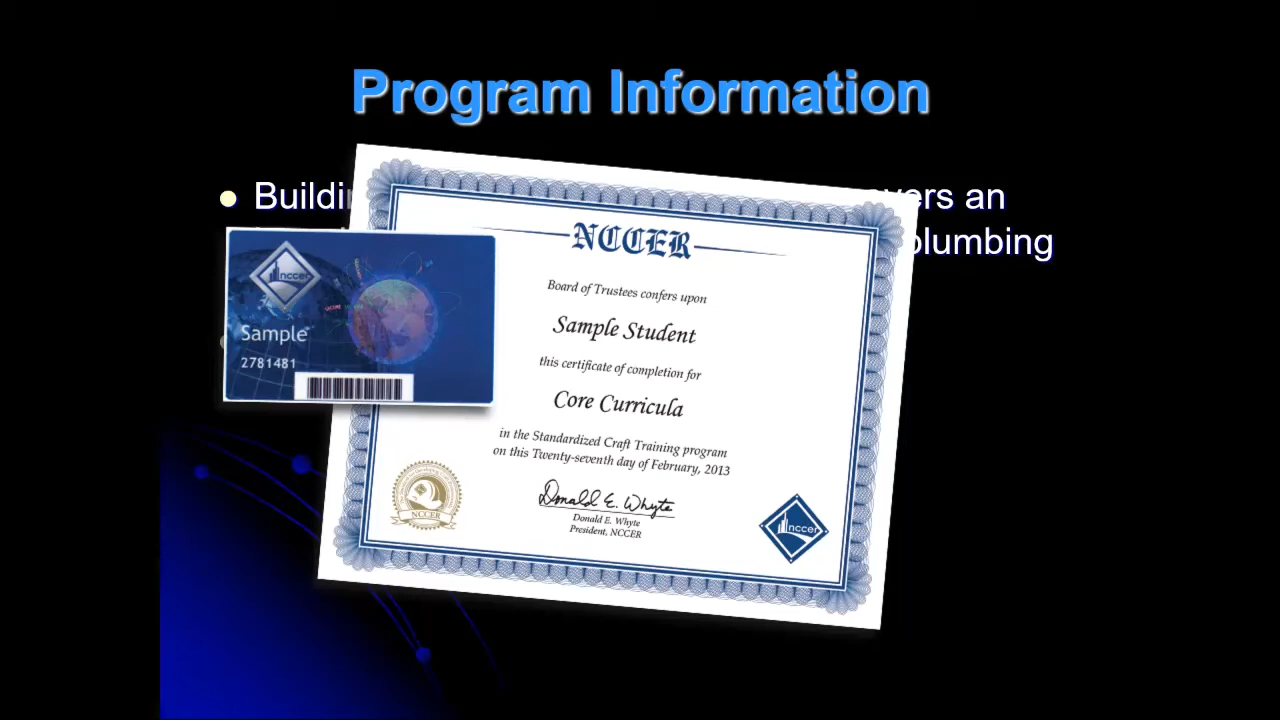 Program Information
Buildi
vers an
plumbing
nccer
Sample
2781481
NCCER
Board of Trustees confers upon
Sample Student
this certificate of completion for
Core Curricula
in the Standardized Craft Training program
on this Twenty-seventh day of February, 2013
Donald E. Whyte
Donald E. Whyte
President, NCCER
NCCER
nccer